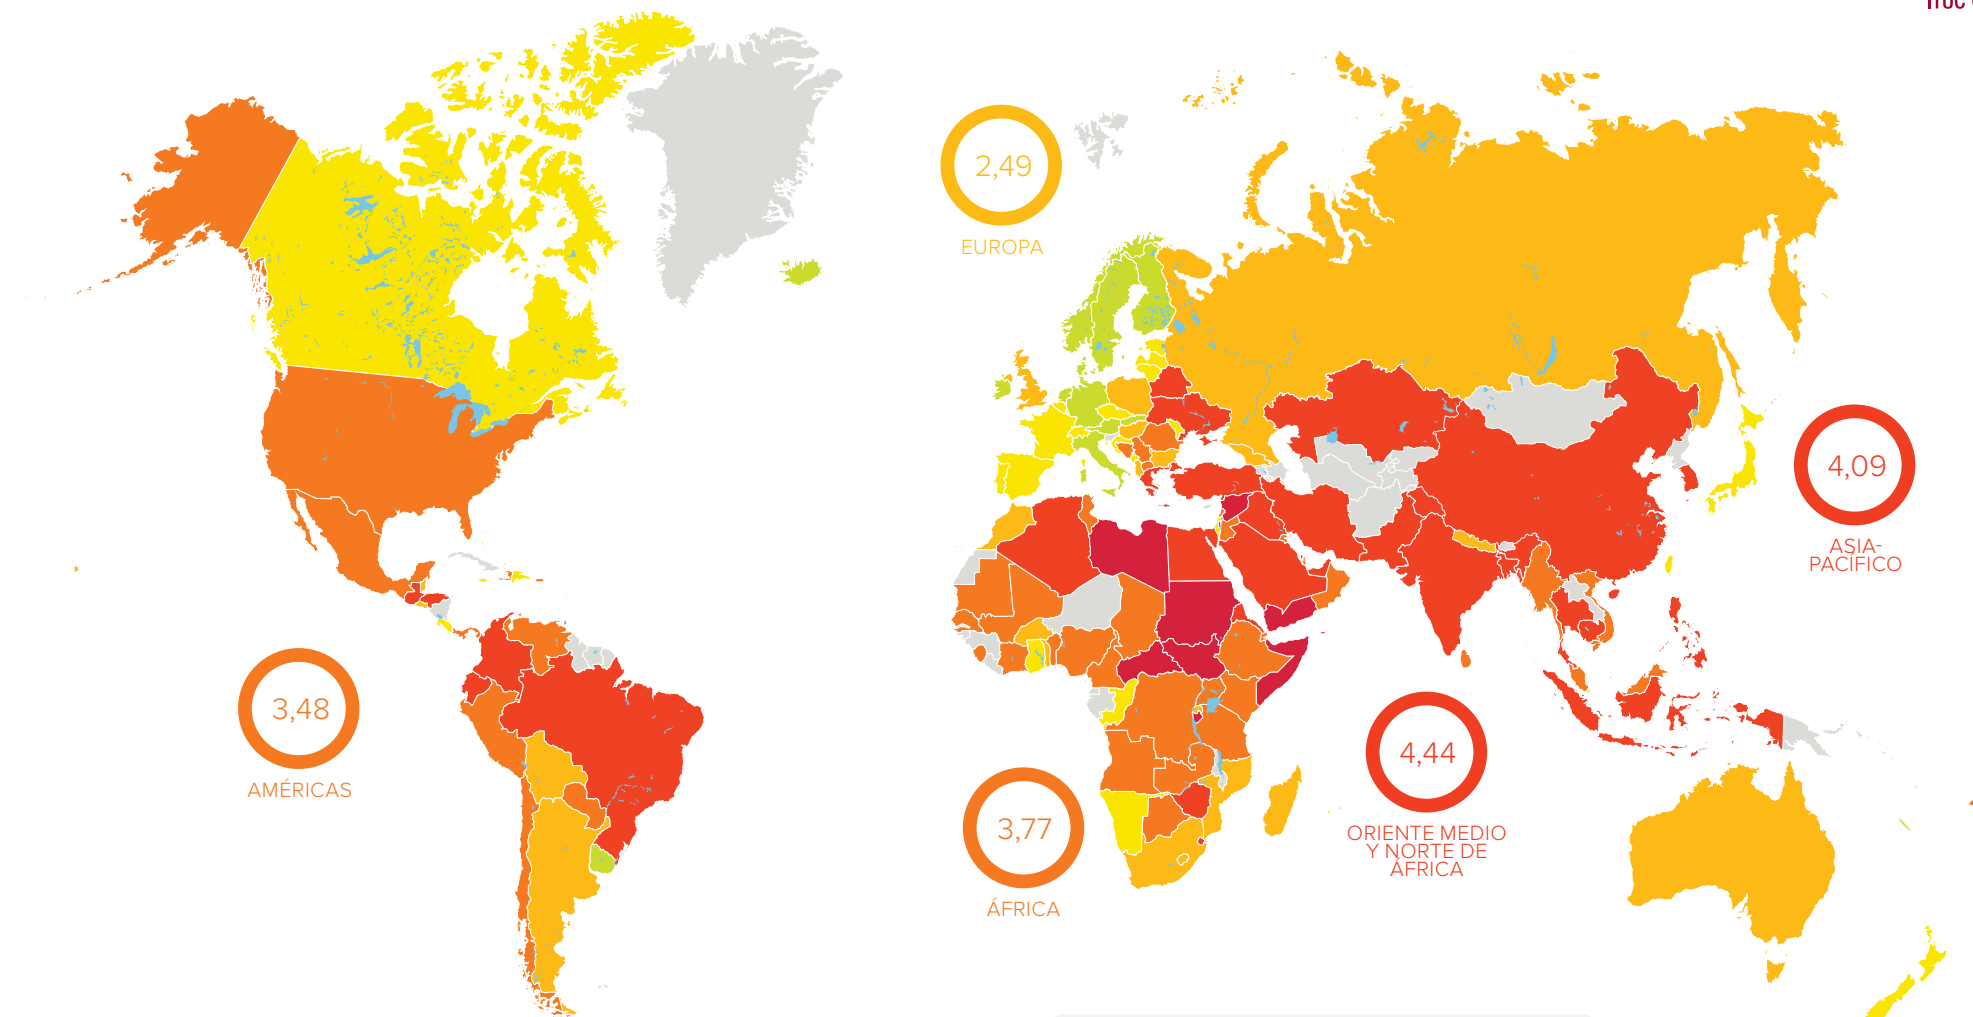 2,49
EUROPA
4,09
ASIA-
PACÍFICO
3,48
AMÉRICAS
4,44
ORIENTE MEDIO
Y NORTE DE
ÁFRICA
3,77
ÁFRICA